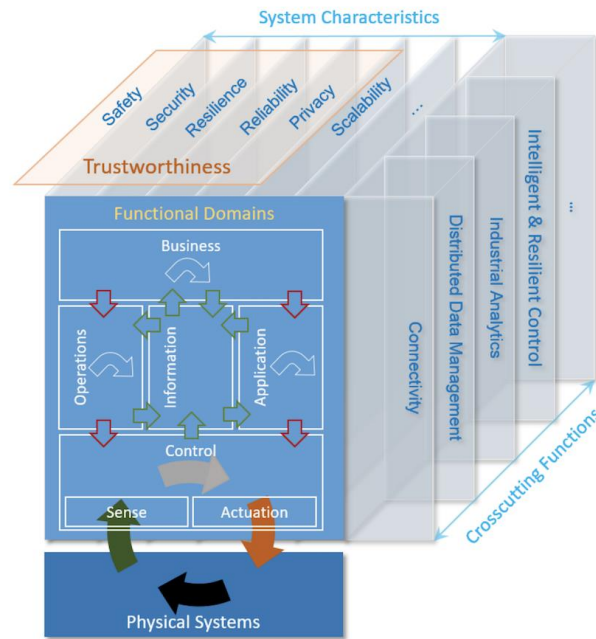 System Characteristics
Safety
Security
Resilience
Reliability
Privacy
Scalability
...
Trustworthiness
Functional Domains
Business
Operations
Information
Application
Control
Sense
Actuation
Physical Systems
Connectivity
Distributed Data Management
Industrial Analytics
Intelligent & Resilient Control
...
Crosscutting Functions